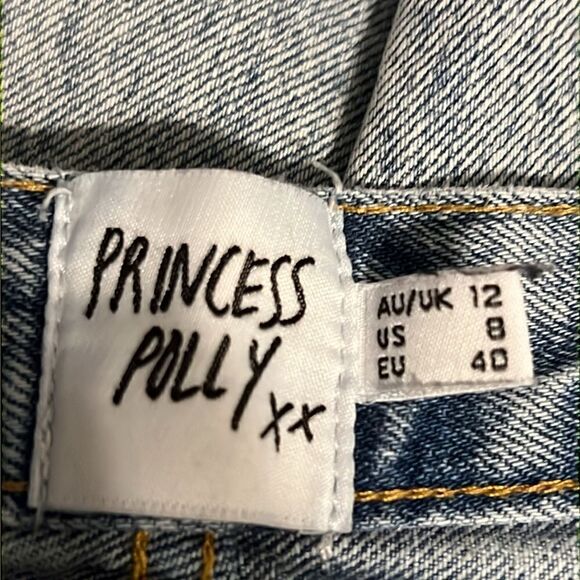 PRINCESS
POLLY
xx
AU/UK 12
US 8
EU 40